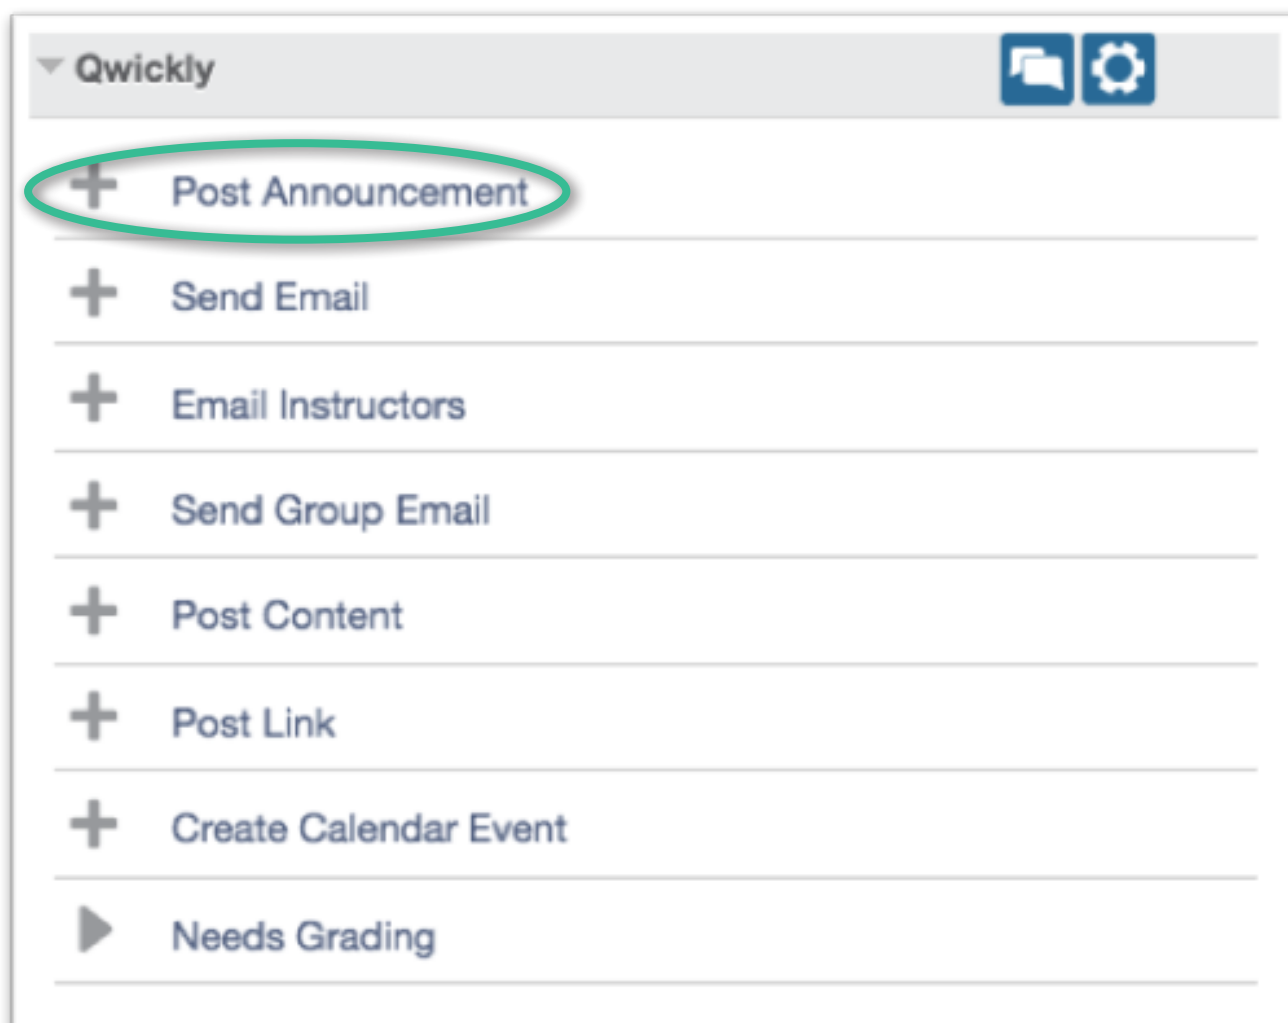 Qwickly
Post Announcement
Send Email
Email Instructors
Send Group Email
Post Content
Post Link
Create Calendar Event
Needs Grading